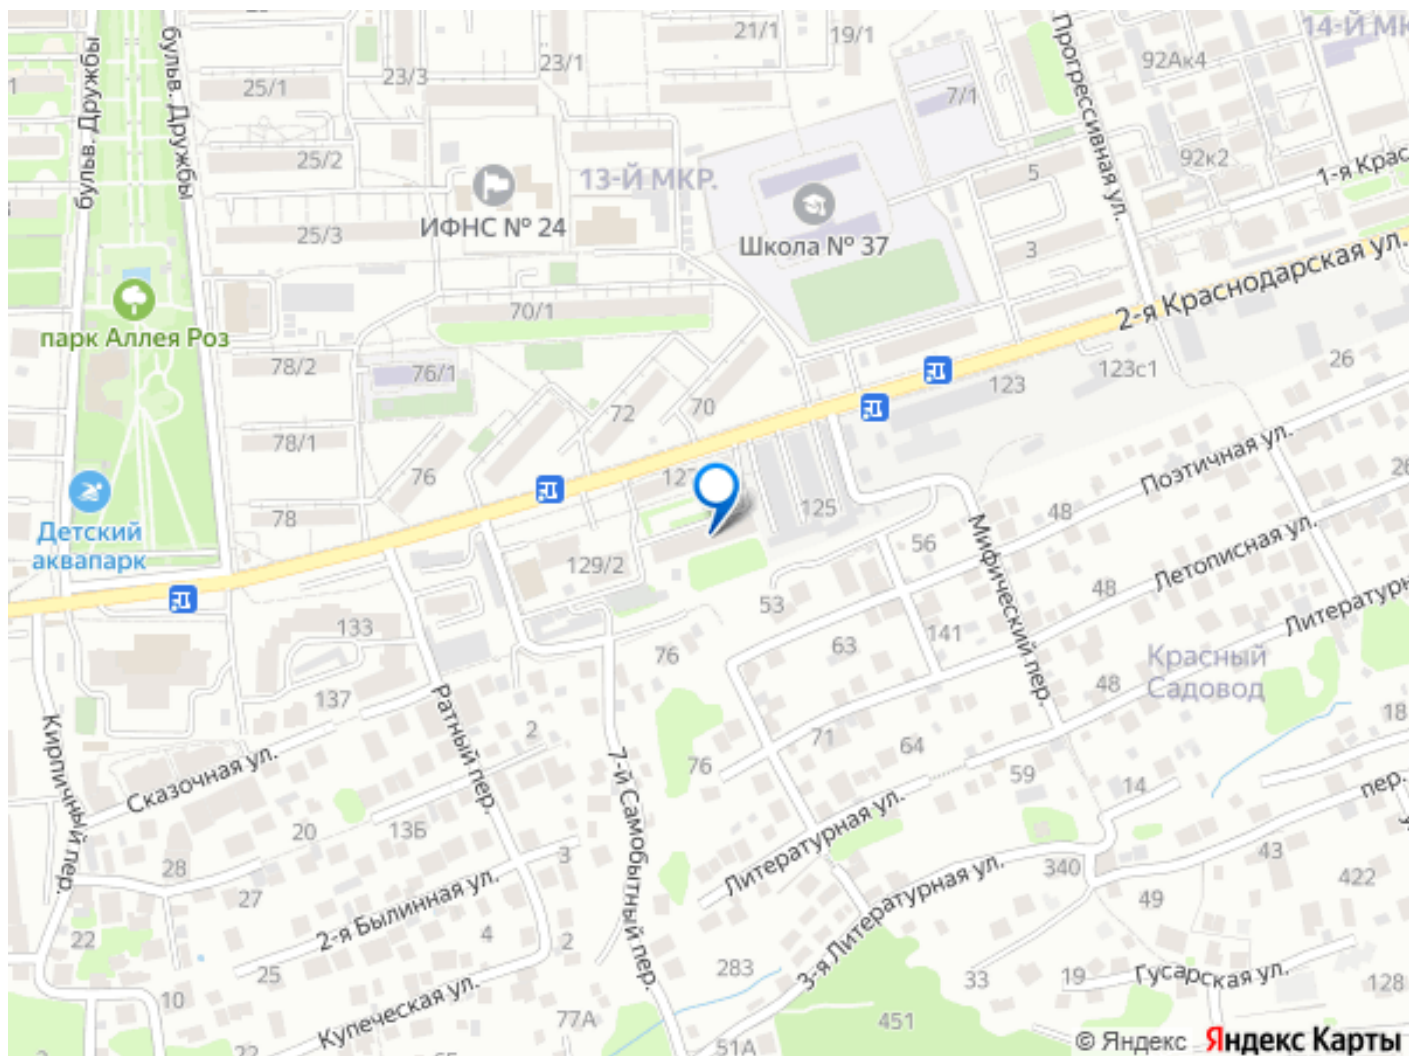 бульв. Дружбы
бульв. Дружбы
21/1
19/1
Прогрессивная ул.
23/3
23/1
25/1
7/1
92Ак4
25/2
13-Й МКР.
5
92к2
ИФНС № 24
25/3
Школа № 37
3
2-я Краснодарская ул.
70/1
парк Аллея Роз
78/2
76/1
72
70
123
123с1
26
78/1
76
78
125
Поэтичная ул.
Детский
аквапарк
129/2
56
48
Мифический пер.
53
48
Летописная ул.
133
141
63
76
137
Красный
Садовод
48
Кирпичный пер.
Ратный пер.
2
7-й Самобытный пер.
71
64
76
59
14
18
Сказочная ул.
20
13Б
3
28
27
Литературная ул.
3-я Литературная ул.
340
43
пер.
422
49
2-я Былинная ул.
22
4
2
25
283
33
19
Гусарская ул.
128
10
Купеческая ул.
77А
51А
451
© Яндекс Яндекс Карты